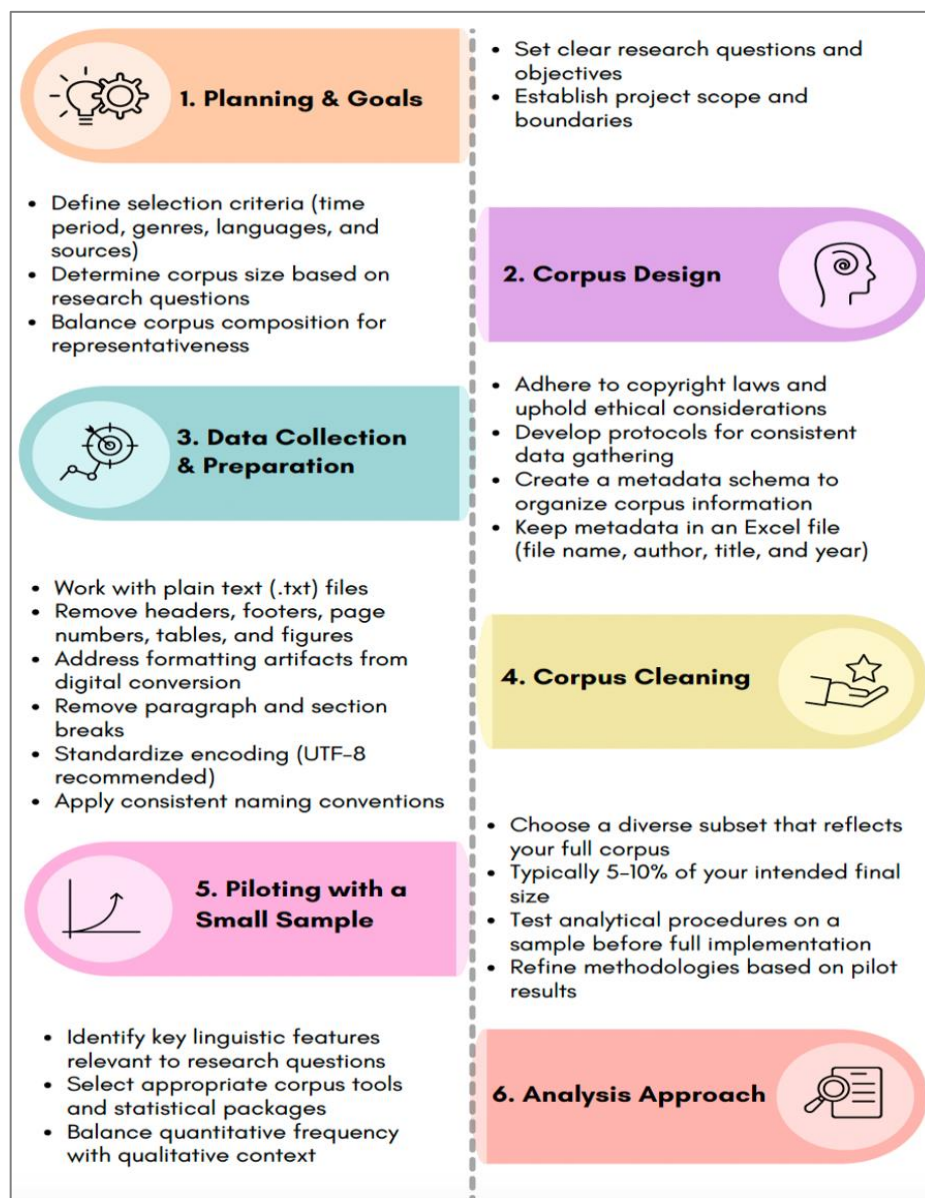 1. Planning & Goals
• Set clear research questions and
objectives
• Establish project scope and
boundaries
2. Corpus Design
• Define selection criteria (time
period, genres, languages, and
sources)
• Determine corpus size based on
research questions
• Balance corpus composition for
representativeness
3. Data Collection
& Preparation
• Adhere to copyright laws and
uphold ethical considerations
• Develop protocols for consistent
data gathering
• Create a metadata schema to
organize corpus information
• Keep metadata in an Excel file
(file name, author, title, and year)
4. Corpus Cleaning
• Work with plain text (.txt) files
• Remove headers, footers, page
numbers, tables, and figures
• Address formatting artifacts from
digital conversion
• Remove paragraph and section
breaks
• Standardize encoding (UTF-8
recommended)
• Apply consistent naming conventions
5. Piloting with a
Small Sample
• Choose a diverse subset that reflects
your full corpus
• Typically 5-10% of your intended final
size
• Test analytical procedures on a
sample before full implementation
• Refine methodologies based on pilot
results
6. Analysis Approach
• Identify key linguistic features
relevant to research questions
• Select appropriate corpus tools
and statistical packages
• Balance quantitative frequency
with qualitative context